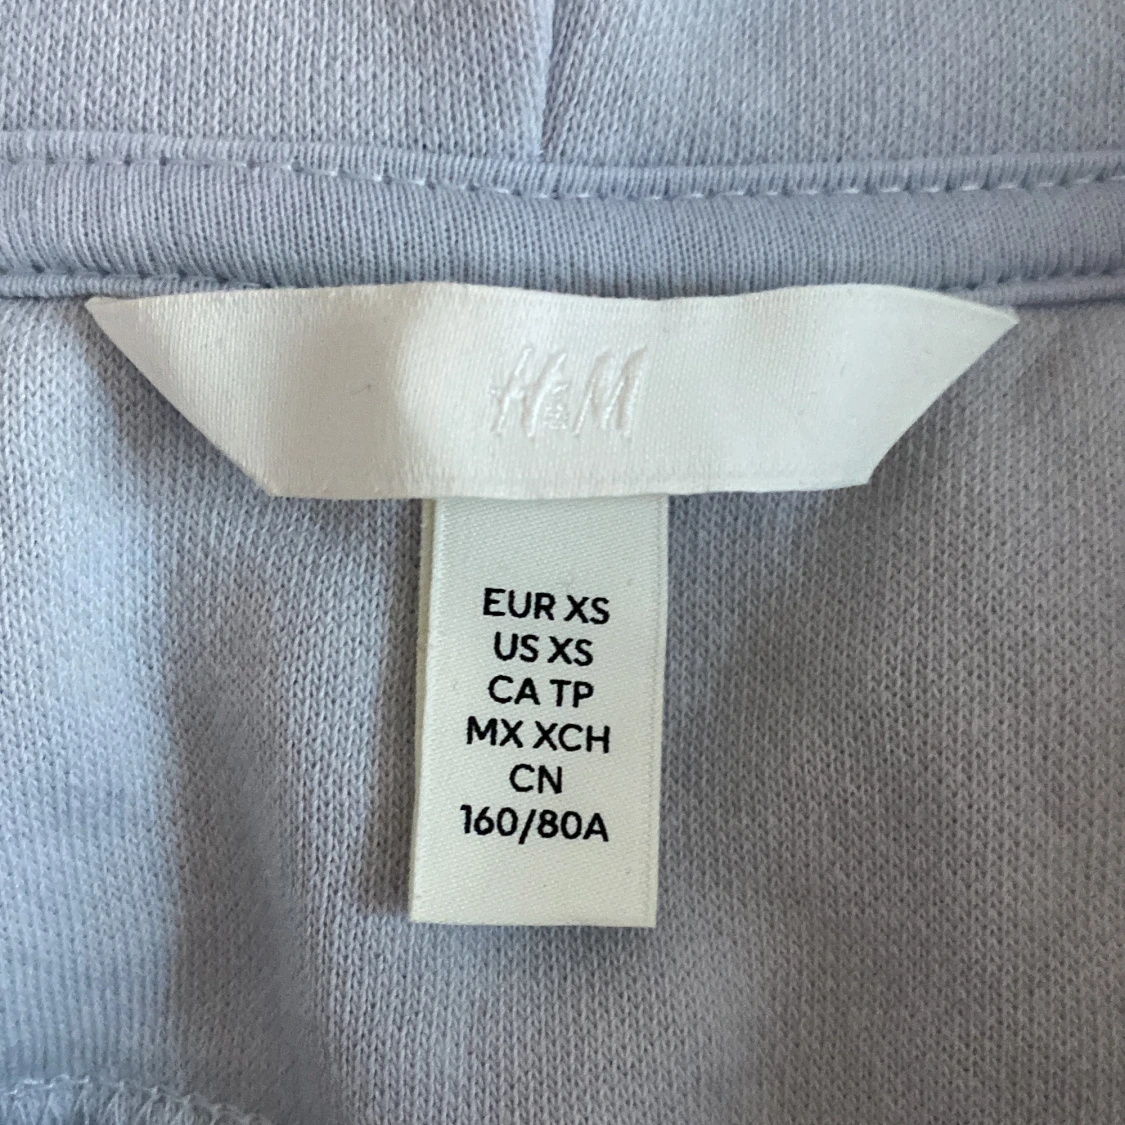 H&M
EUR XS
US XS
CA TP
MX XCH
CN
160/80A